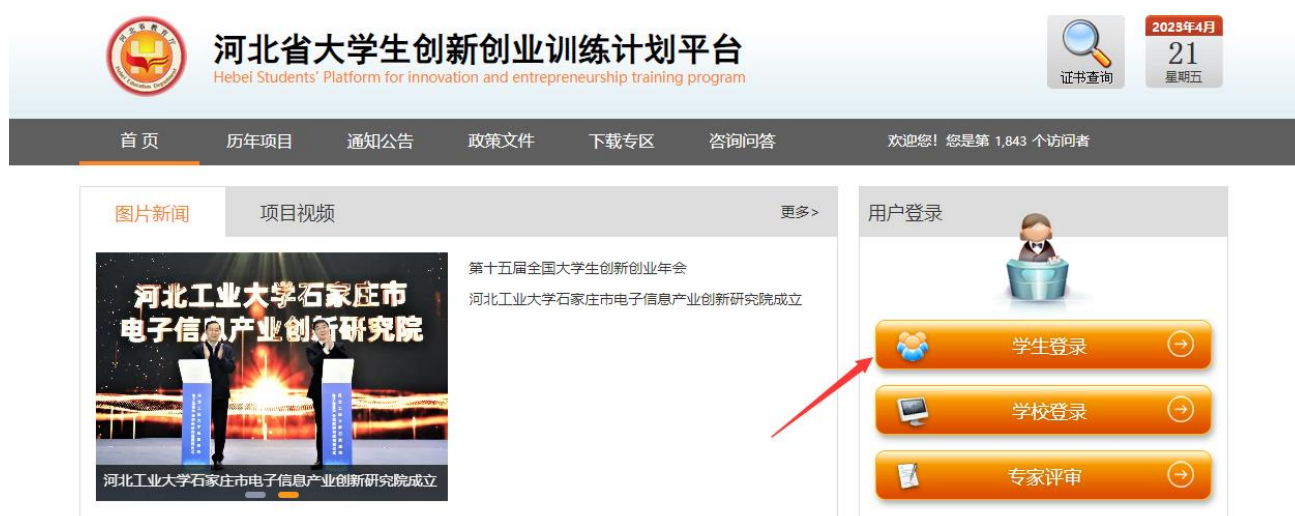 河北省大学生创新创业训练计划平台
Hebei Students' Platform for innovation and entrepreneurship training program
证书查询
2023年4月
21
星期五
首页 历年项目 通知公告 政策文件 下载专区 咨询问答 欢迎您！您是第 1,843 个访问者
图片新闻 项目视频 更多>
用户登录
河北工业大学石家庄市
电子信息产业创新研究院
河北工业大学石家庄市电子信息产业创新研究院成立
第十五届全国大学生创新创业年会
河北工业大学石家庄市电子信息产业创新研究院成立
学生登录
学校登录
专家评审